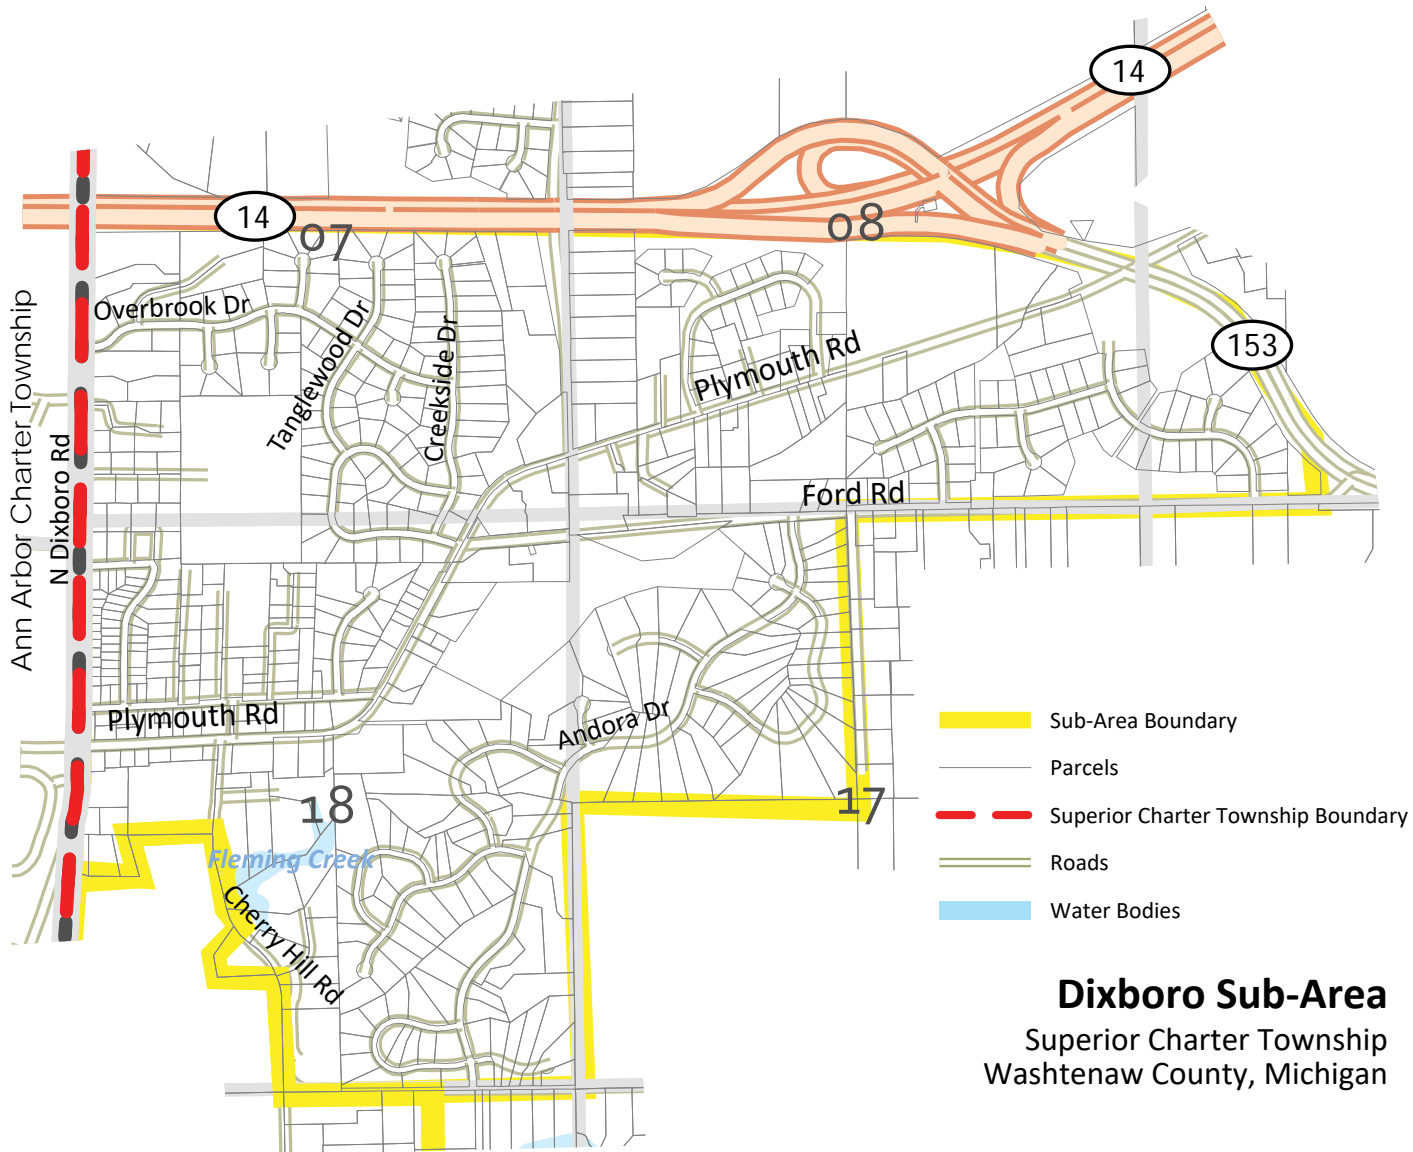 14
14
07
08
Overbrook Dr
Tanglewood Dr
Creekside Dr
Plymouth Rd
153
Ann Arbor Charter Township
N Dixboro Rd
Ford Rd
Plymouth Rd
Andora Dr
18
17
Fleming Creek
Cherry Hill Rd
Sub-Area Boundary
Parcels
Superior Charter Township Boundary
Roads
Water Bodies
Dixboro Sub-Area
Superior Charter Township
Washtenaw County, Michigan